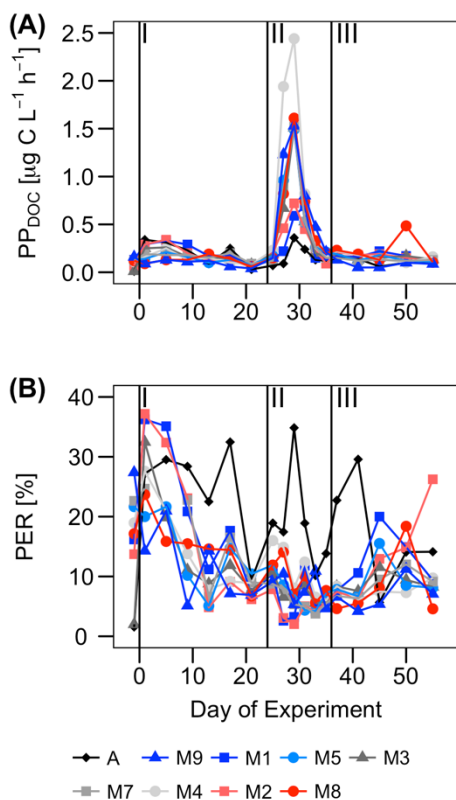 (A)
I II III
PP_DOC [µg C L⁻¹ h⁻¹]
2.5
2.0
1.5
1.0
0.5
0.0
0 10 20 30 40 50
(B)
I II III
PER [%]
40
30
20
10
0
0 10 20 30 40 50
Day of Experiment
A M9 M1 M5 M3
M7 M4 M2 M8